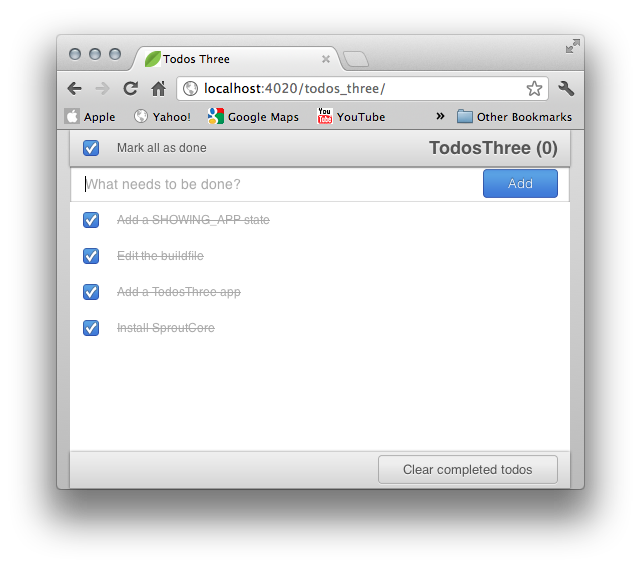 Todos Three
localhost:4020/todos_three/
Apple Yahoo! Google Maps You Tube YouTube » Other Bookmarks
Mark all as done TodosThree (0)
What needs to be done? Add
Add a SHOWING_APP state
Edit the buildfile
Add a TodosThree app
Install SproutCore
Clear completed todos